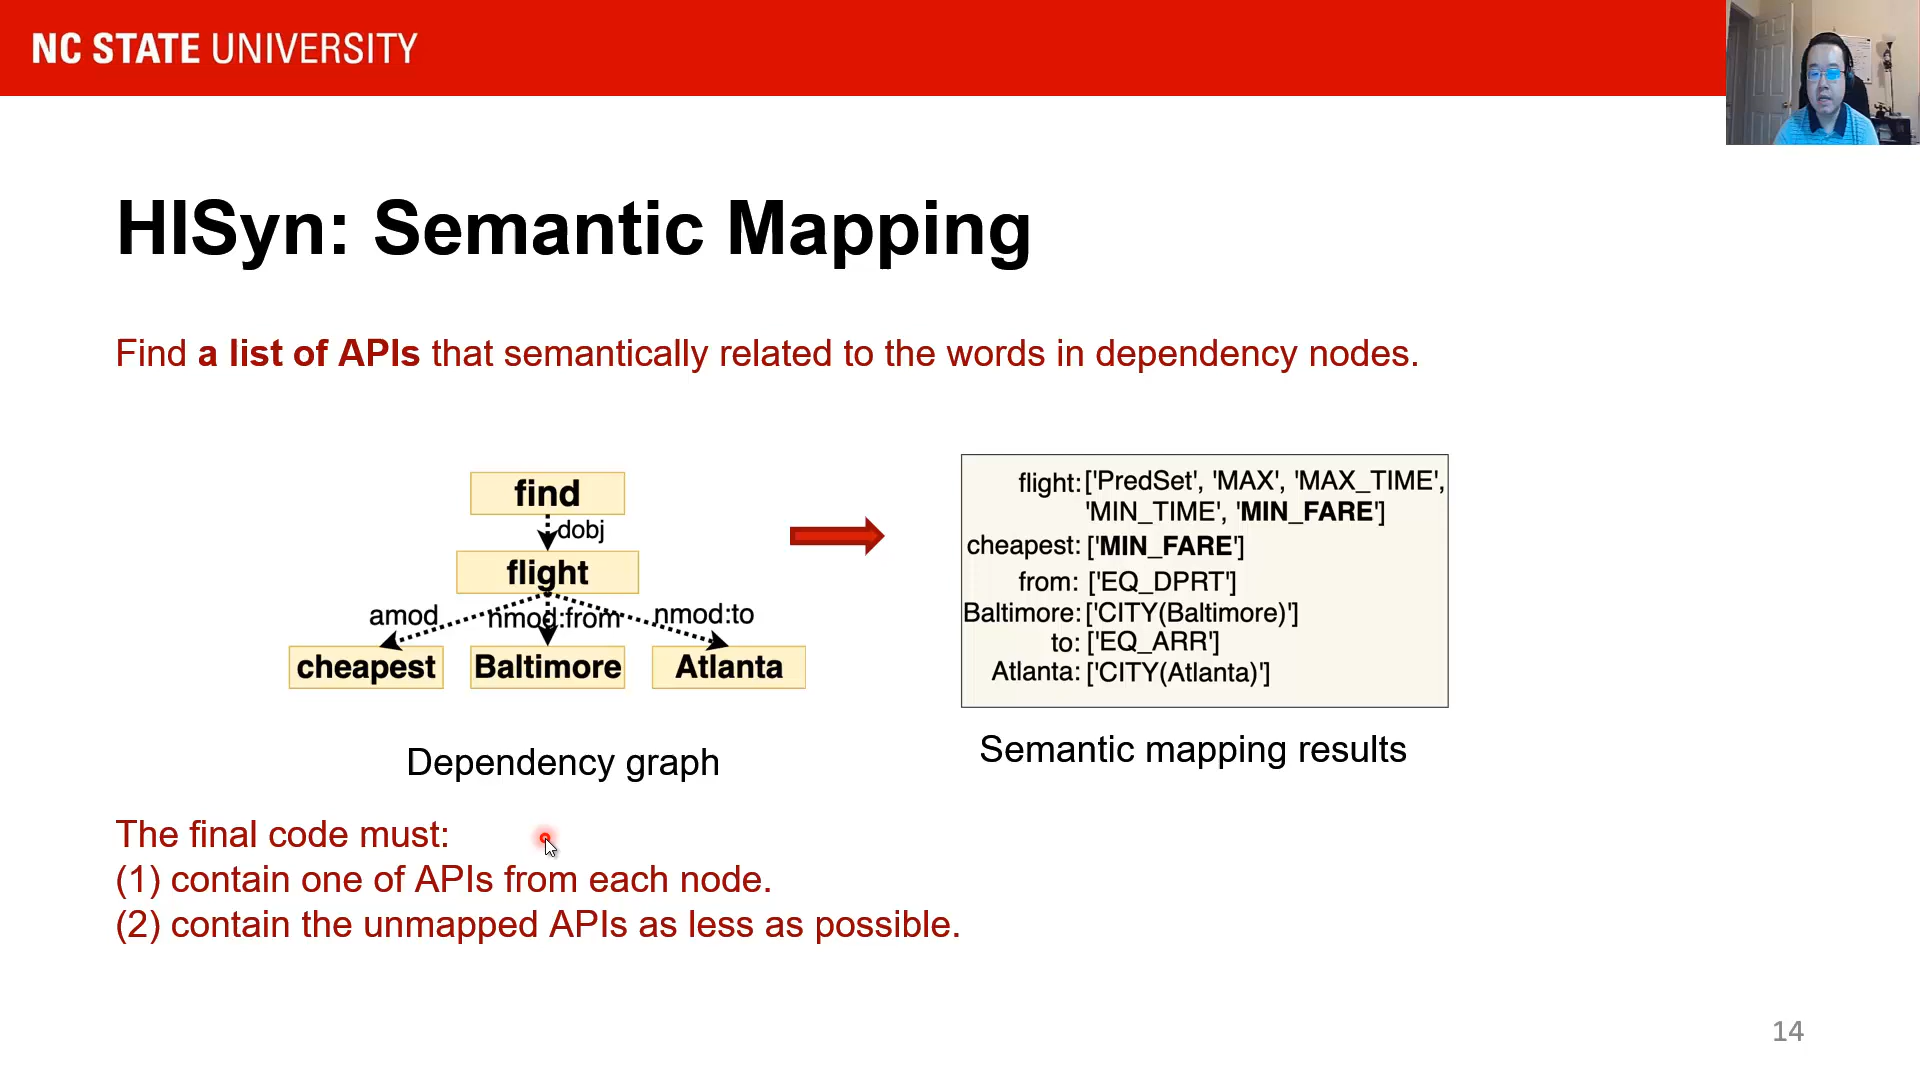 NC STATE UNIVERSITY
HISyn: Semantic Mapping
Find a list of APIs that semantically related to the words in dependency nodes.
find
dobj
flight
amod
nmod:from
nmod:to
cheapest
Baltimore
Atlanta
Dependency graph
flight: ['PredSet', 'MAX', 'MAX_TIME',
'MIN_TIME', 'MIN_FARE']
cheapest: ['MIN_FARE']
from: ['EQ_DPRT']
Baltimore: ['CITY(Baltimore)']
to: ['EQ_ARR']
Atlanta: ['CITY(Atlanta)']
Semantic mapping results
The final code must:
(1) contain one of APIs from each node.
(2) contain the unmapped APIs as less as possible.
14